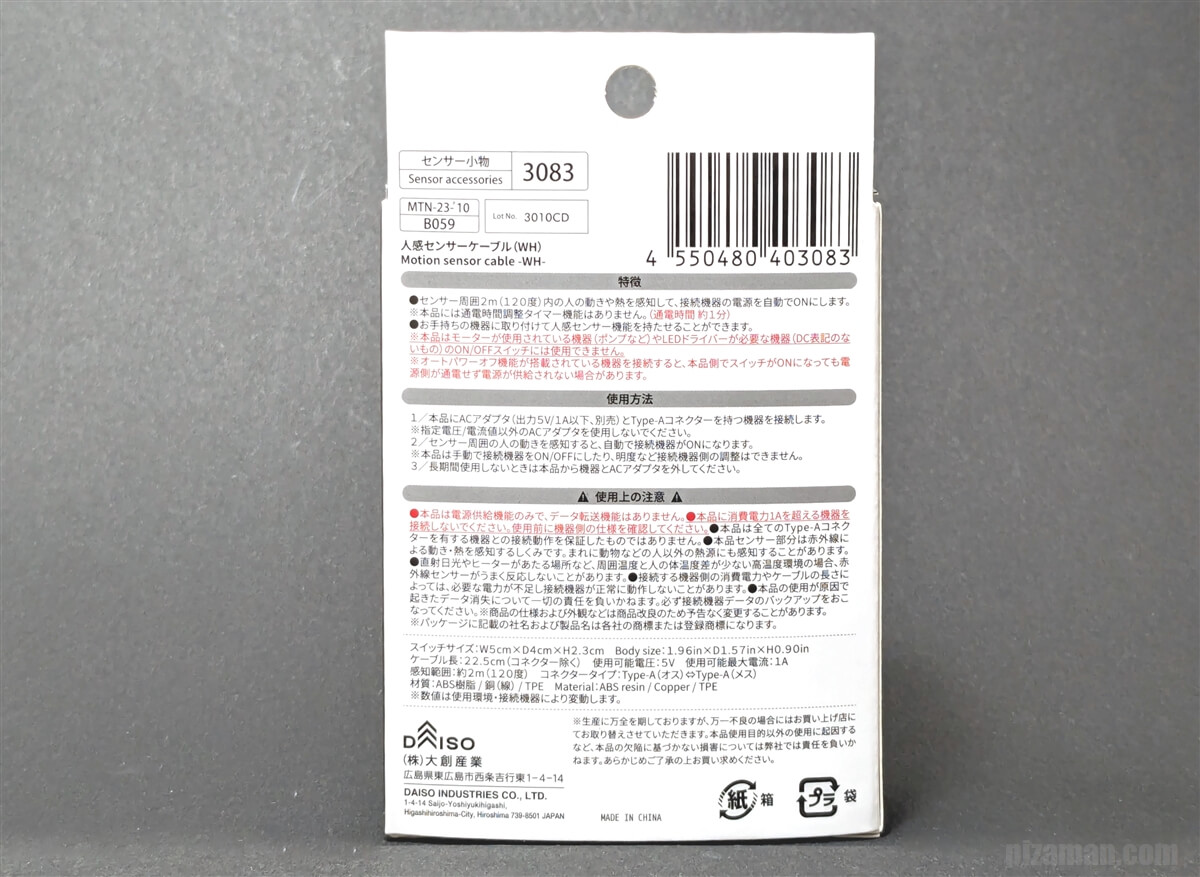 センサー小物
Sensor accessories
3083
MTN-23-'10
B059
Lot No. 3010CD
人感センサーケーブル(WH)
Motion sensor cable -WH-
4 550480 403083
特徴
●センサー周囲2m(120度)内の人の動きや熱を感知して、接続機器の電源を自動でONにします。
※本品には通電時間調整タイマー機能はありません。(通電時間 約1分)
●お手持ちの機器に取り付けて人感センサー機能を持たせることができます。
※本品はモーターが使用されている機器(ポンプなど)やLEDドライバーが必要な機器(DC表記のな
いもの)のON/OFFスイッチには使用できません。
※オートパワーオフ機能が搭載されている機器を接続すると、本品側でスイッチがONになっても電
源側が通電せず電源が供給されない場合があります。
使用方法
1/本品にACアダプタ(出力5V/1A以下、別売)とType-Aコネクターを持つ機器を接続します。
※指定電圧/電流値以外のACアダプタを使用しないでください。
2/センサー周囲の人の動きを感知すると、自動で接続機器がONになります。
※本品は手動で接続機器をON/OFFにしたり、明度など接続機器側の調整はできません。
3/長期間使用しないときは本品から機器とACアダプタを外してください。
⚠ 使用上の注意 ⚠
●本品は電源供給機能のみで、データ転送機能はありません。●本品に消費電力1Aを超える機器を
接続しないでください。使用前に機器側の仕様を確認してください。●本品は全てのType-Aコネク
ターを有する機器との接続動作を保証したものではありません。●本品センサー部分は赤外線に
よる動き・熱を感知するしくみです。まれに動物などの人以外の熱源にも感知することがあります。
●直射日光やヒーターがあたる場所など、周囲温度と人の体温度差が少ない高温度環境の場合、赤
外線センサーがうまく反応しないことがあります。●接続する機器側の消費電力やケーブルの長さに
よっては、必要な電力が不足し接続機器が正常に動作しないことがあります。●本品の使用が原因で
起きたデータ消失について一切の責任を負いかねます。必ず接続機器データのバックアップをおこ
なってください。※商品の仕様および外観などは商品改良のため予告なく変更することがあります。
※パッケージに記載の社名および製品名は各社の商標または登録商標になります。
スイッチサイズ:W5cm×D4cm×H2.3cm Body size:1.96in×D1.57in×H0.90in
ケーブル長:22.5cm(コネクター除く) 使用可能電圧:5V 使用可能最大電流:1A
感知範囲:約2m(120度) コネクタータイプ:Type-A(オス)⇔Type-A(メス)
材質:ABS樹脂/銅(線)/TPE Material:ABS resin / Copper / TPE
※数値は使用環境・接続機器により変動します。
DAISO
(株)大創産業
広島県東広島市西条吉行東1-4-14
DAISO INDUSTRIES CO., LTD.
1-4-14 Saijo-Yoshiyukihigashi,
Higashihiroshima-City, Hiroshima 739-8501 JAPAN
※生産に万全を期しておりますが、万一不良の場合にはお買い上げ店に
てお取り替えさせていただきます。本品使用目的以外の使用に起因する
など、本品の欠陥に基づかない損害については弊社では責任を負いか
ねます。あらかじめご了承の上お買い求めください。
MADE IN CHINA
紙 箱
プラ 袋
pizaman.com